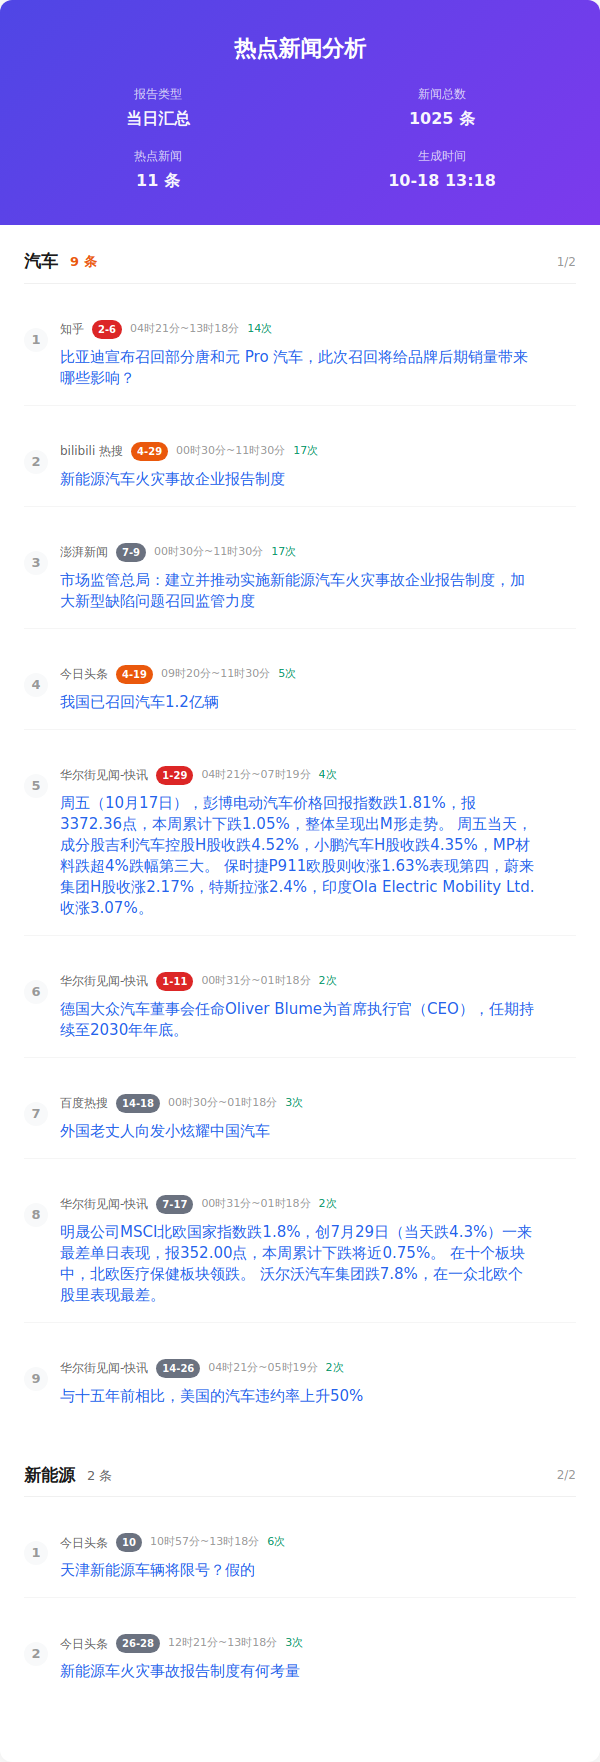 热点新闻分析
报告类型
新闻总数
当日汇总
1025 条
热点新闻
生成时间
11 条
10-18 13:18
汽车 9 条 1/2
1
知乎 2-6 04时21分~13时18分 14次
比亚迪宣布召回部分唐和元 Pro 汽车，此次召回将给品牌后期销量带来
哪些影响？
2
bilibili 热搜 4-29 00时30分~11时30分 17次
新能源汽车火灾事故企业报告制度
3
澎湃新闻 7-9 00时30分~11时30分 17次
市场监管总局：建立并推动实施新能源汽车火灾事故企业报告制度，加
大新型缺陷问题召回监管力度
4
今日头条 4-19 09时20分~11时30分 5次
我国已召回汽车1.2亿辆
5
华尔街见闻-快讯 1-29 04时21分~07时19分 4次
周五（10月17日），彭博电动汽车价格回报指数跌1.81%，报
3372.36点，本周累计下跌1.05%，整体呈现出M形走势。 周五当天，
成分股吉利汽车控股H股收跌4.52%，小鹏汽车H股收跌4.35%，MP材
料跌超4%跌幅第三大。 保时捷P911欧股则收涨1.63%表现第四，蔚来
集团H股收涨2.17%，特斯拉涨2.4%，印度Ola Electric Mobility Ltd.
收涨3.07%。
6
华尔街见闻-快讯 1-11 00时31分~01时18分 2次
德国大众汽车董事会任命Oliver Blume为首席执行官（CEO），任期持
续至2030年年底。
7
百度热搜 14-18 00时30分~01时18分 3次
外国老丈人向发小炫耀中国汽车
8
华尔街见闻-快讯 7-17 00时31分~01时18分 2次
明晟公司MSCI北欧国家指数跌1.8%，创7月29日（当天跌4.3%）一来
最差单日表现，报352.00点，本周累计下跌将近0.75%。 在十个板块
中，北欧医疗保健板块领跌。 沃尔沃汽车集团跌7.8%，在一众北欧个
股里表现最差。
9
华尔街见闻-快讯 14-26 04时21分~05时19分 2次
与十五年前相比，美国的汽车违约率上升50%
新能源 2 条 2/2
1
今日头条 10 10时57分~13时18分 6次
天津新能源车辆将限号？假的
2
今日头条 26-28 12时21分~13时18分 3次
新能源车火灾事故报告制度有何考量